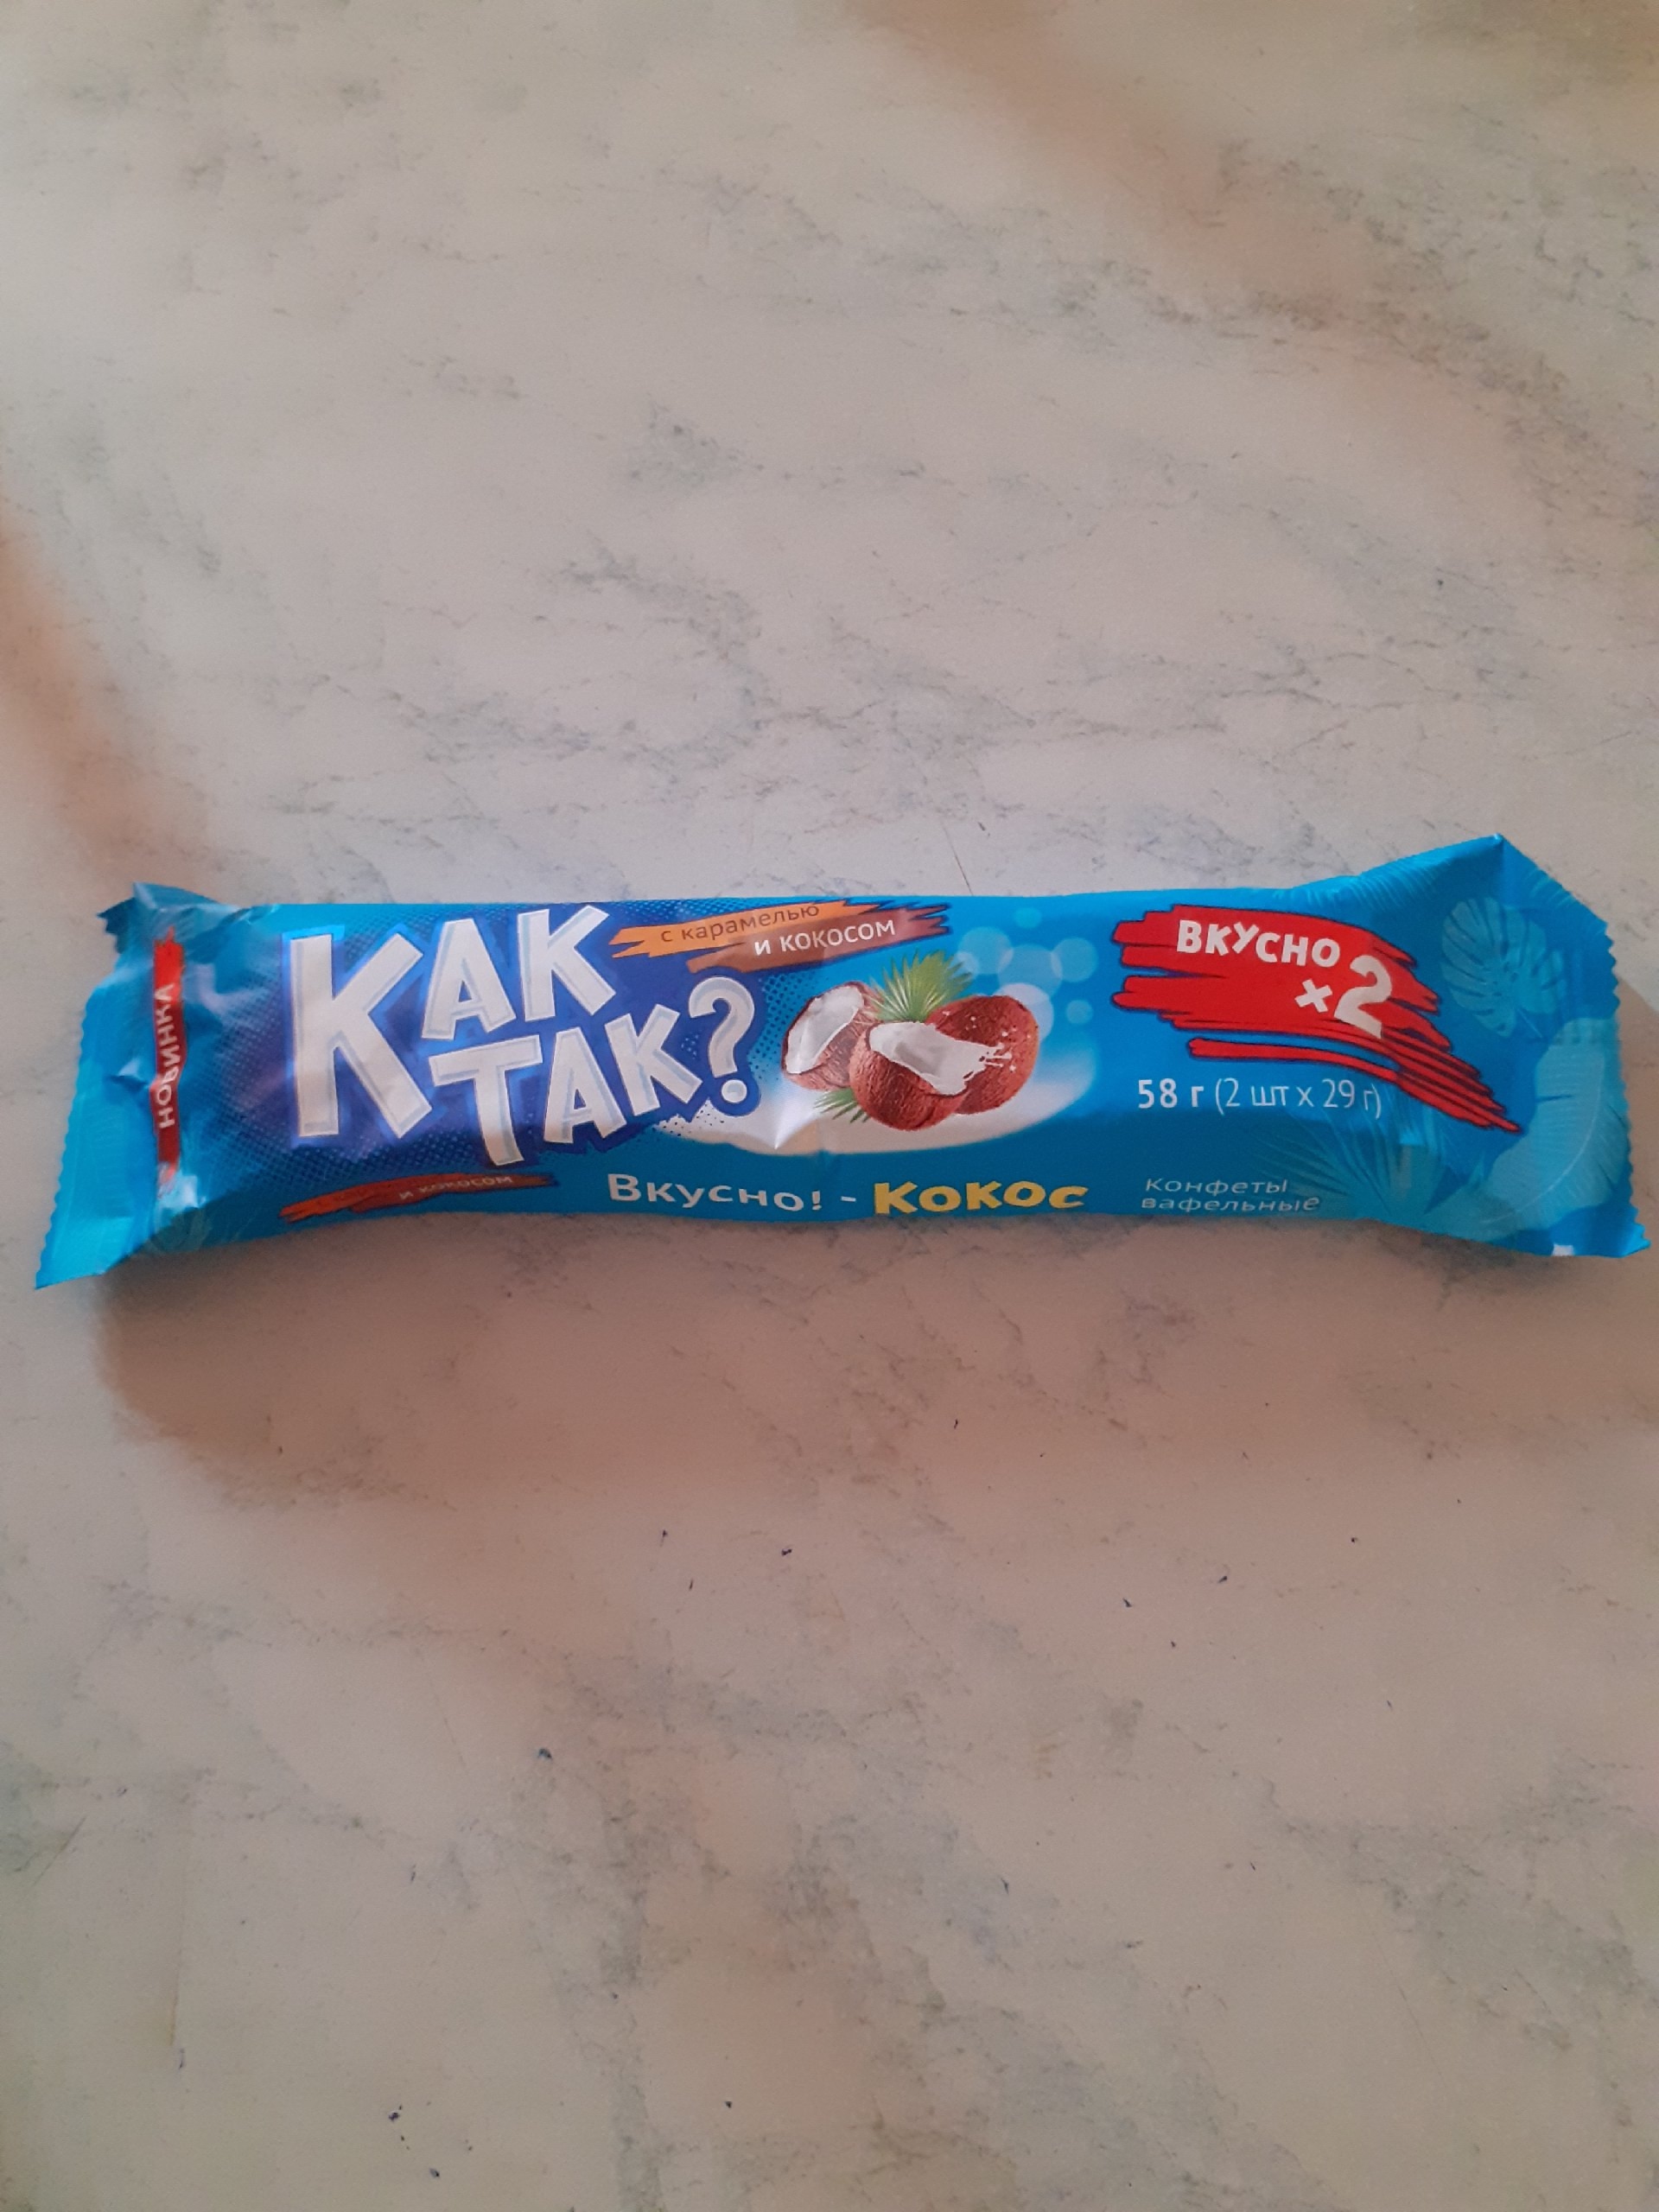 НОВИНКА
КАК
ТАК?
с карамелью
и кокосом
ВКУСНО
×2
58 г (2 шт х 29 г)
и кокосом
Вкусно! - Кокос
Конфеты
вафельные